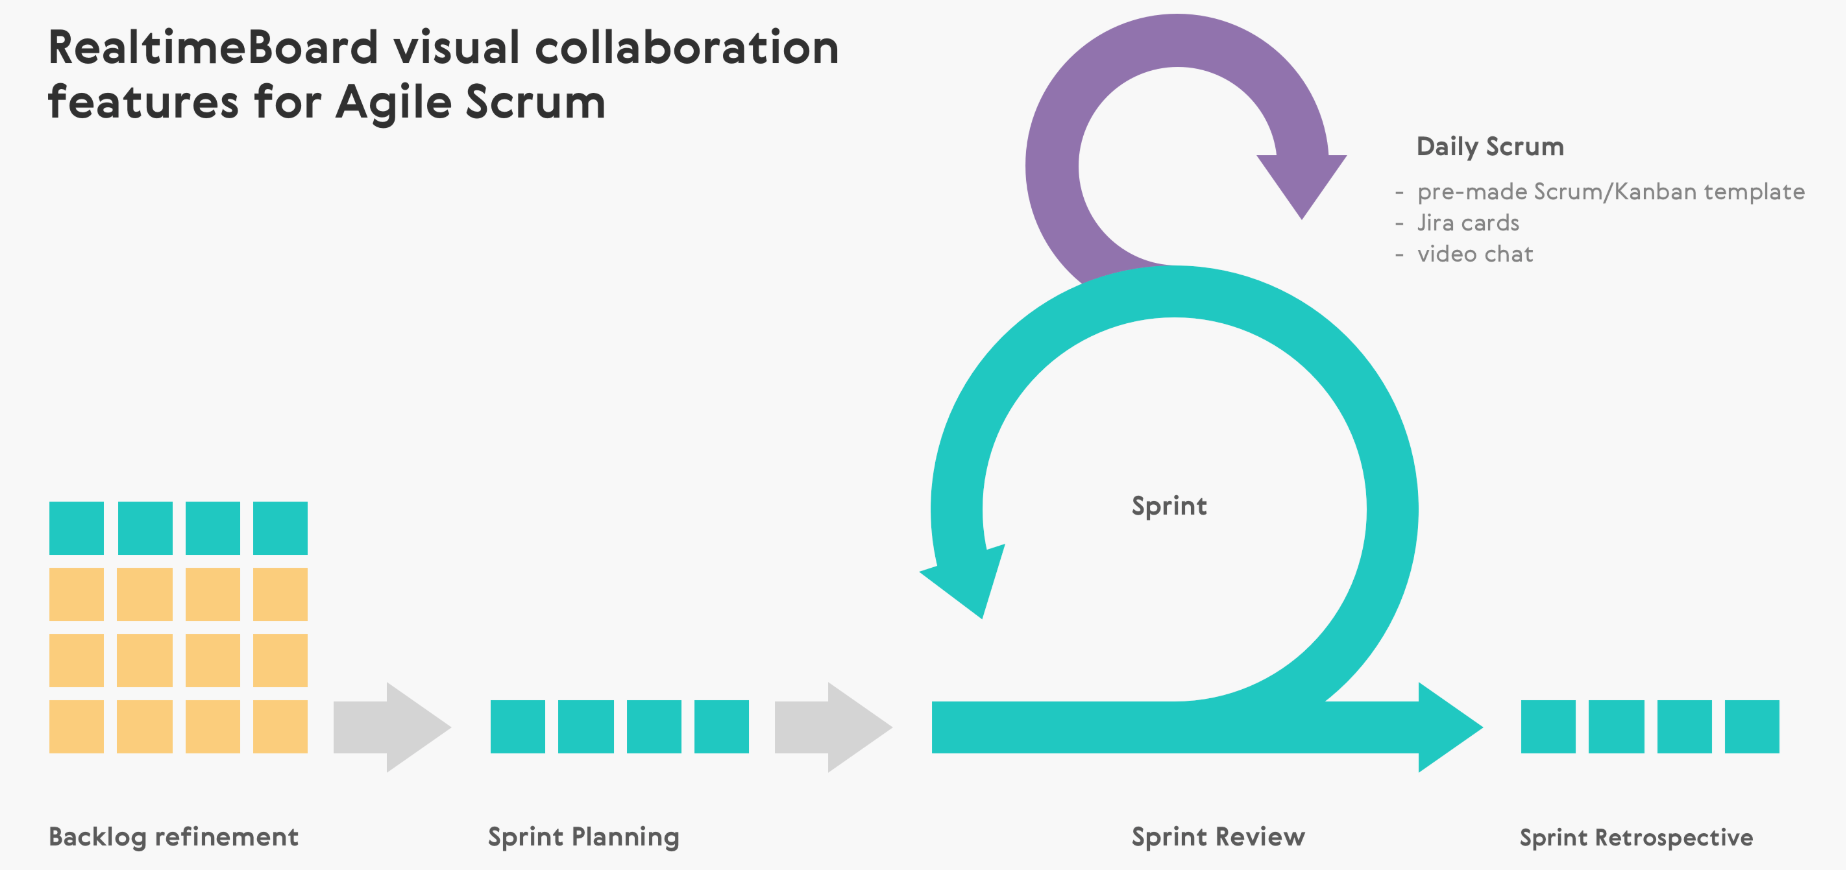 RealtimeBoard visual collaboration
features for Agile Scrum
Daily Scrum
- pre-made Scrum/Kanban template
- Jira cards
- video chat
Sprint
Backlog refinement
Sprint Planning
Sprint Review
Sprint Retrospective